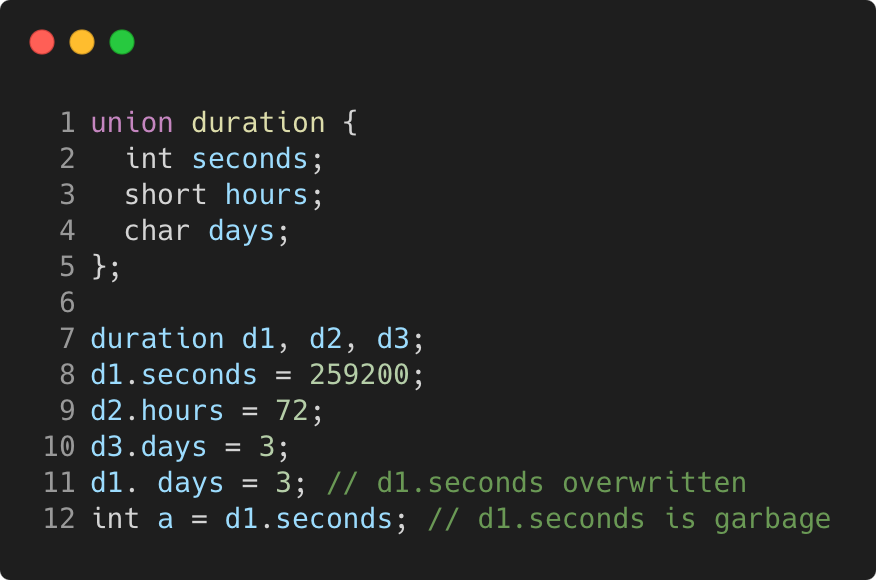 1 union duration {
2   int seconds;
3   short hours;
4   char days;
5 };
6
7 duration d1, d2, d3;
8 d1.seconds = 259200;
9 d2.hours = 72;
10 d3.days = 3;
11 d1. days = 3; // d1.seconds overwritten
12 int a = d1.seconds; // d1.seconds is garbage